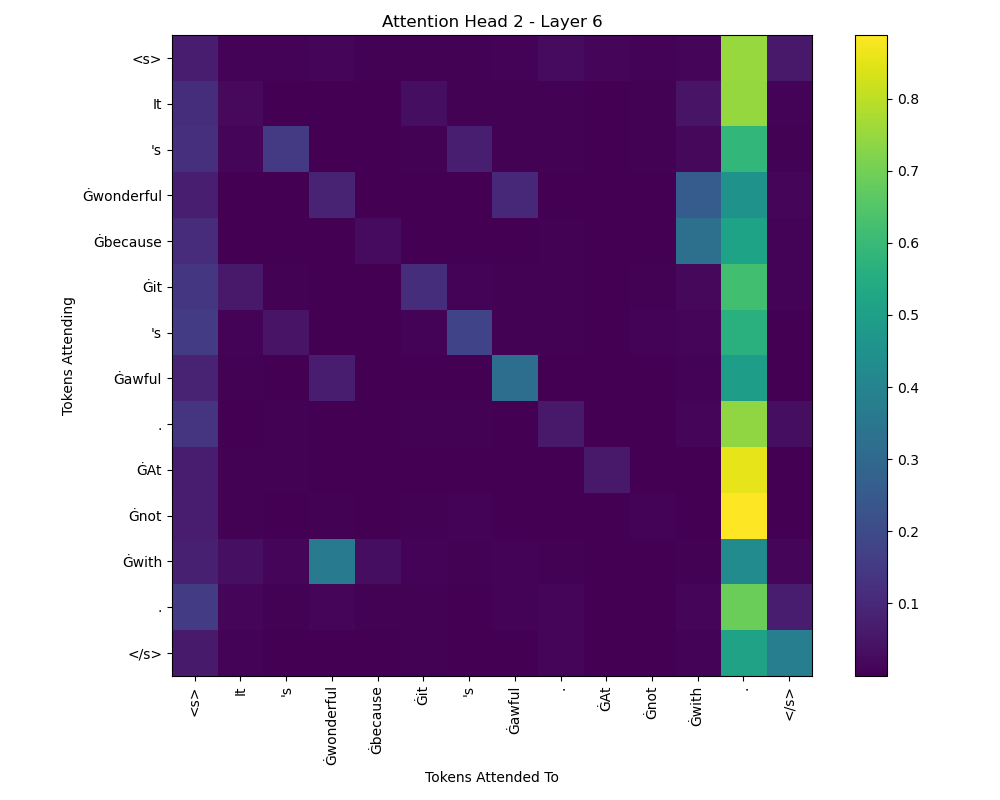 Attention Head 2 - Layer 6
Tokens Attending
<s>
It
's
Ġwonderful
Ġbecause
Ġit
's
Ġawful
.
ĠAt
Ġnot
Ġwith
.
</s>
<s>
It
's
Ġwonderful
Ġbecause
Ġit
's
Ġawful
.
ĠAt
Ġnot
Ġwith
.
</s>
Tokens Attended To
0.8
0.7
0.6
0.5
0.4
0.3
0.2
0.1